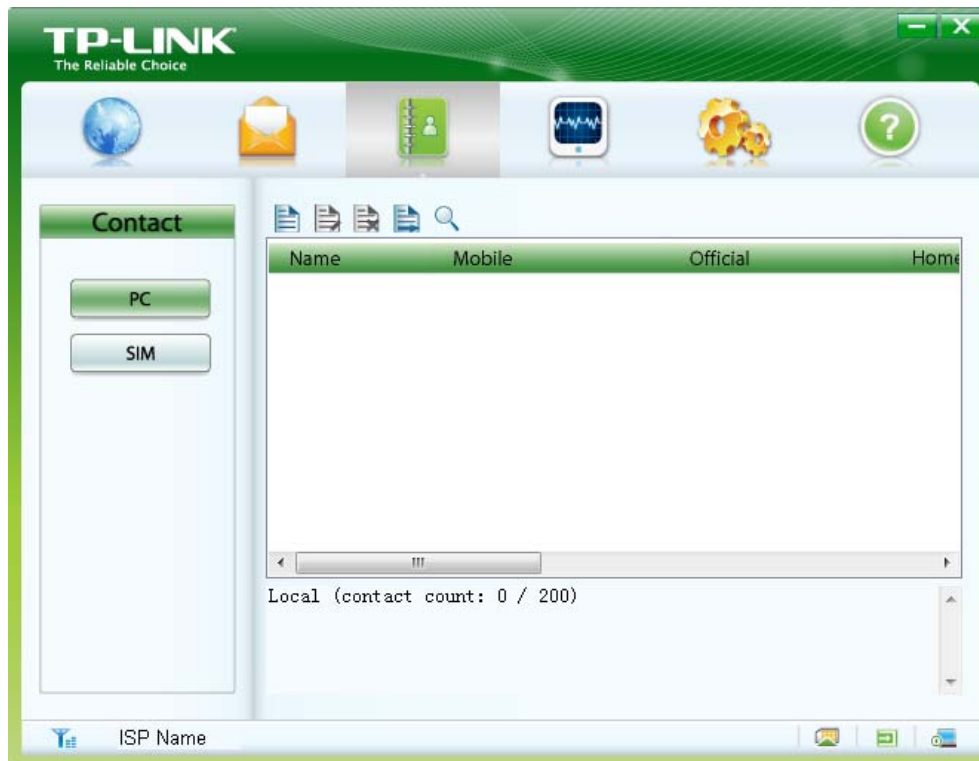 TP-LINK
The Reliable Choice
?
Contact
PC
SIM
Name Mobile Official Home
Local (contact count: 0 / 200)
ISP Name